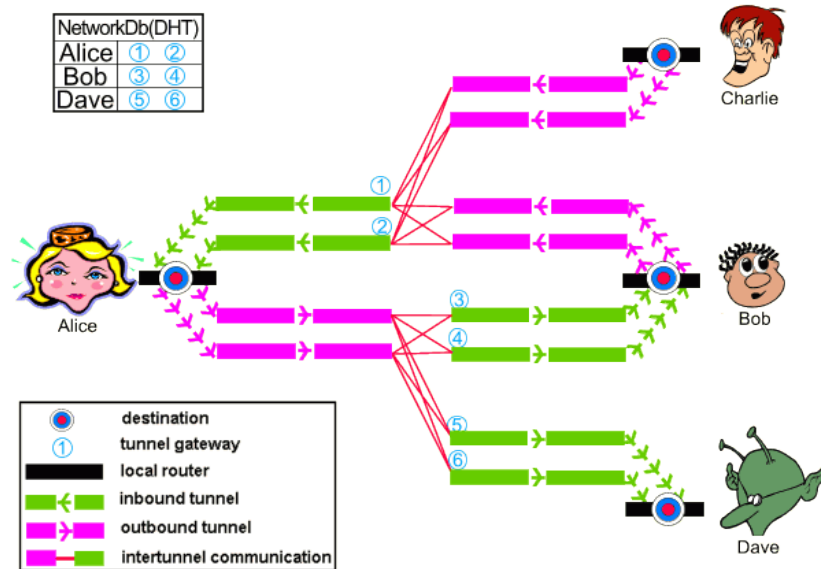 NetworkDb(DHT)
Alice ① ②
Bob ③ ④
Dave ⑤ ⑥
Charlie
①
②
Alice
③
④
Bob
⑤
⑥
Dave
destination
① tunnel gateway
local router
inbound tunnel
outbound tunnel
intertunnel communication